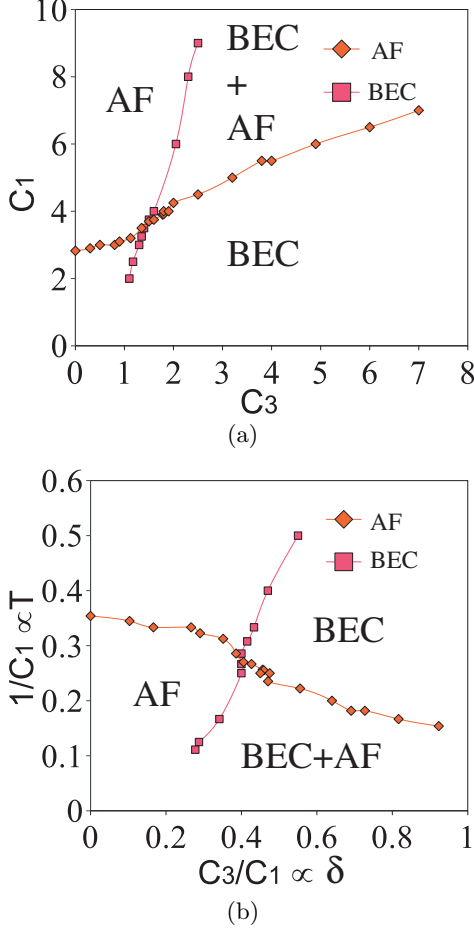 10
8
6
4
2
0
C1
AF
BEC
+
AF
BEC
AF
BEC
0 1 2 3 4 5 6 7 8
C3
(a)
0.6
0.5
0.4
0.3
0.2
0.1
0
1/C1 ∝T
AF
BEC
BEC
AF
BEC+AF
0 0.2 0.4 0.6 0.8 1
C3/C1 ∝ δ
(b)